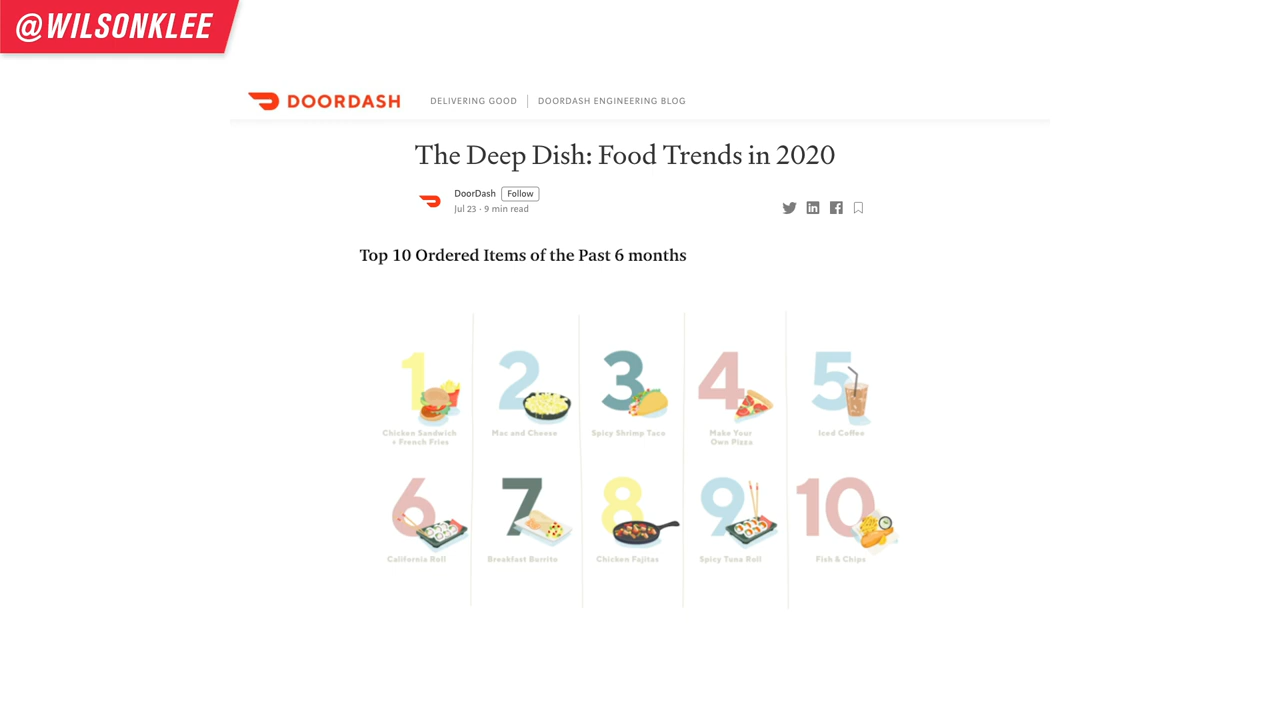 @WILSONKLEE
DOORDASH
DELIVERING GOOD | DOORDASH ENGINEERING BLOG
The Deep Dish: Food Trends in 2020
DoorDash Follow
Jul 23 · 9 min read
Top 10 Ordered Items of the Past 6 months
1 2 3 4 5
Chicken Sandwich
+ French Fries
Mac and Cheese
Spicy Shrimp Taco
Make Your
Own Pizza
Iced Coffee
6 7 8 9 10
California Roll
Breakfast Burrito
Chicken Fajitas
Spicy Tuna Roll
Fish & Chips